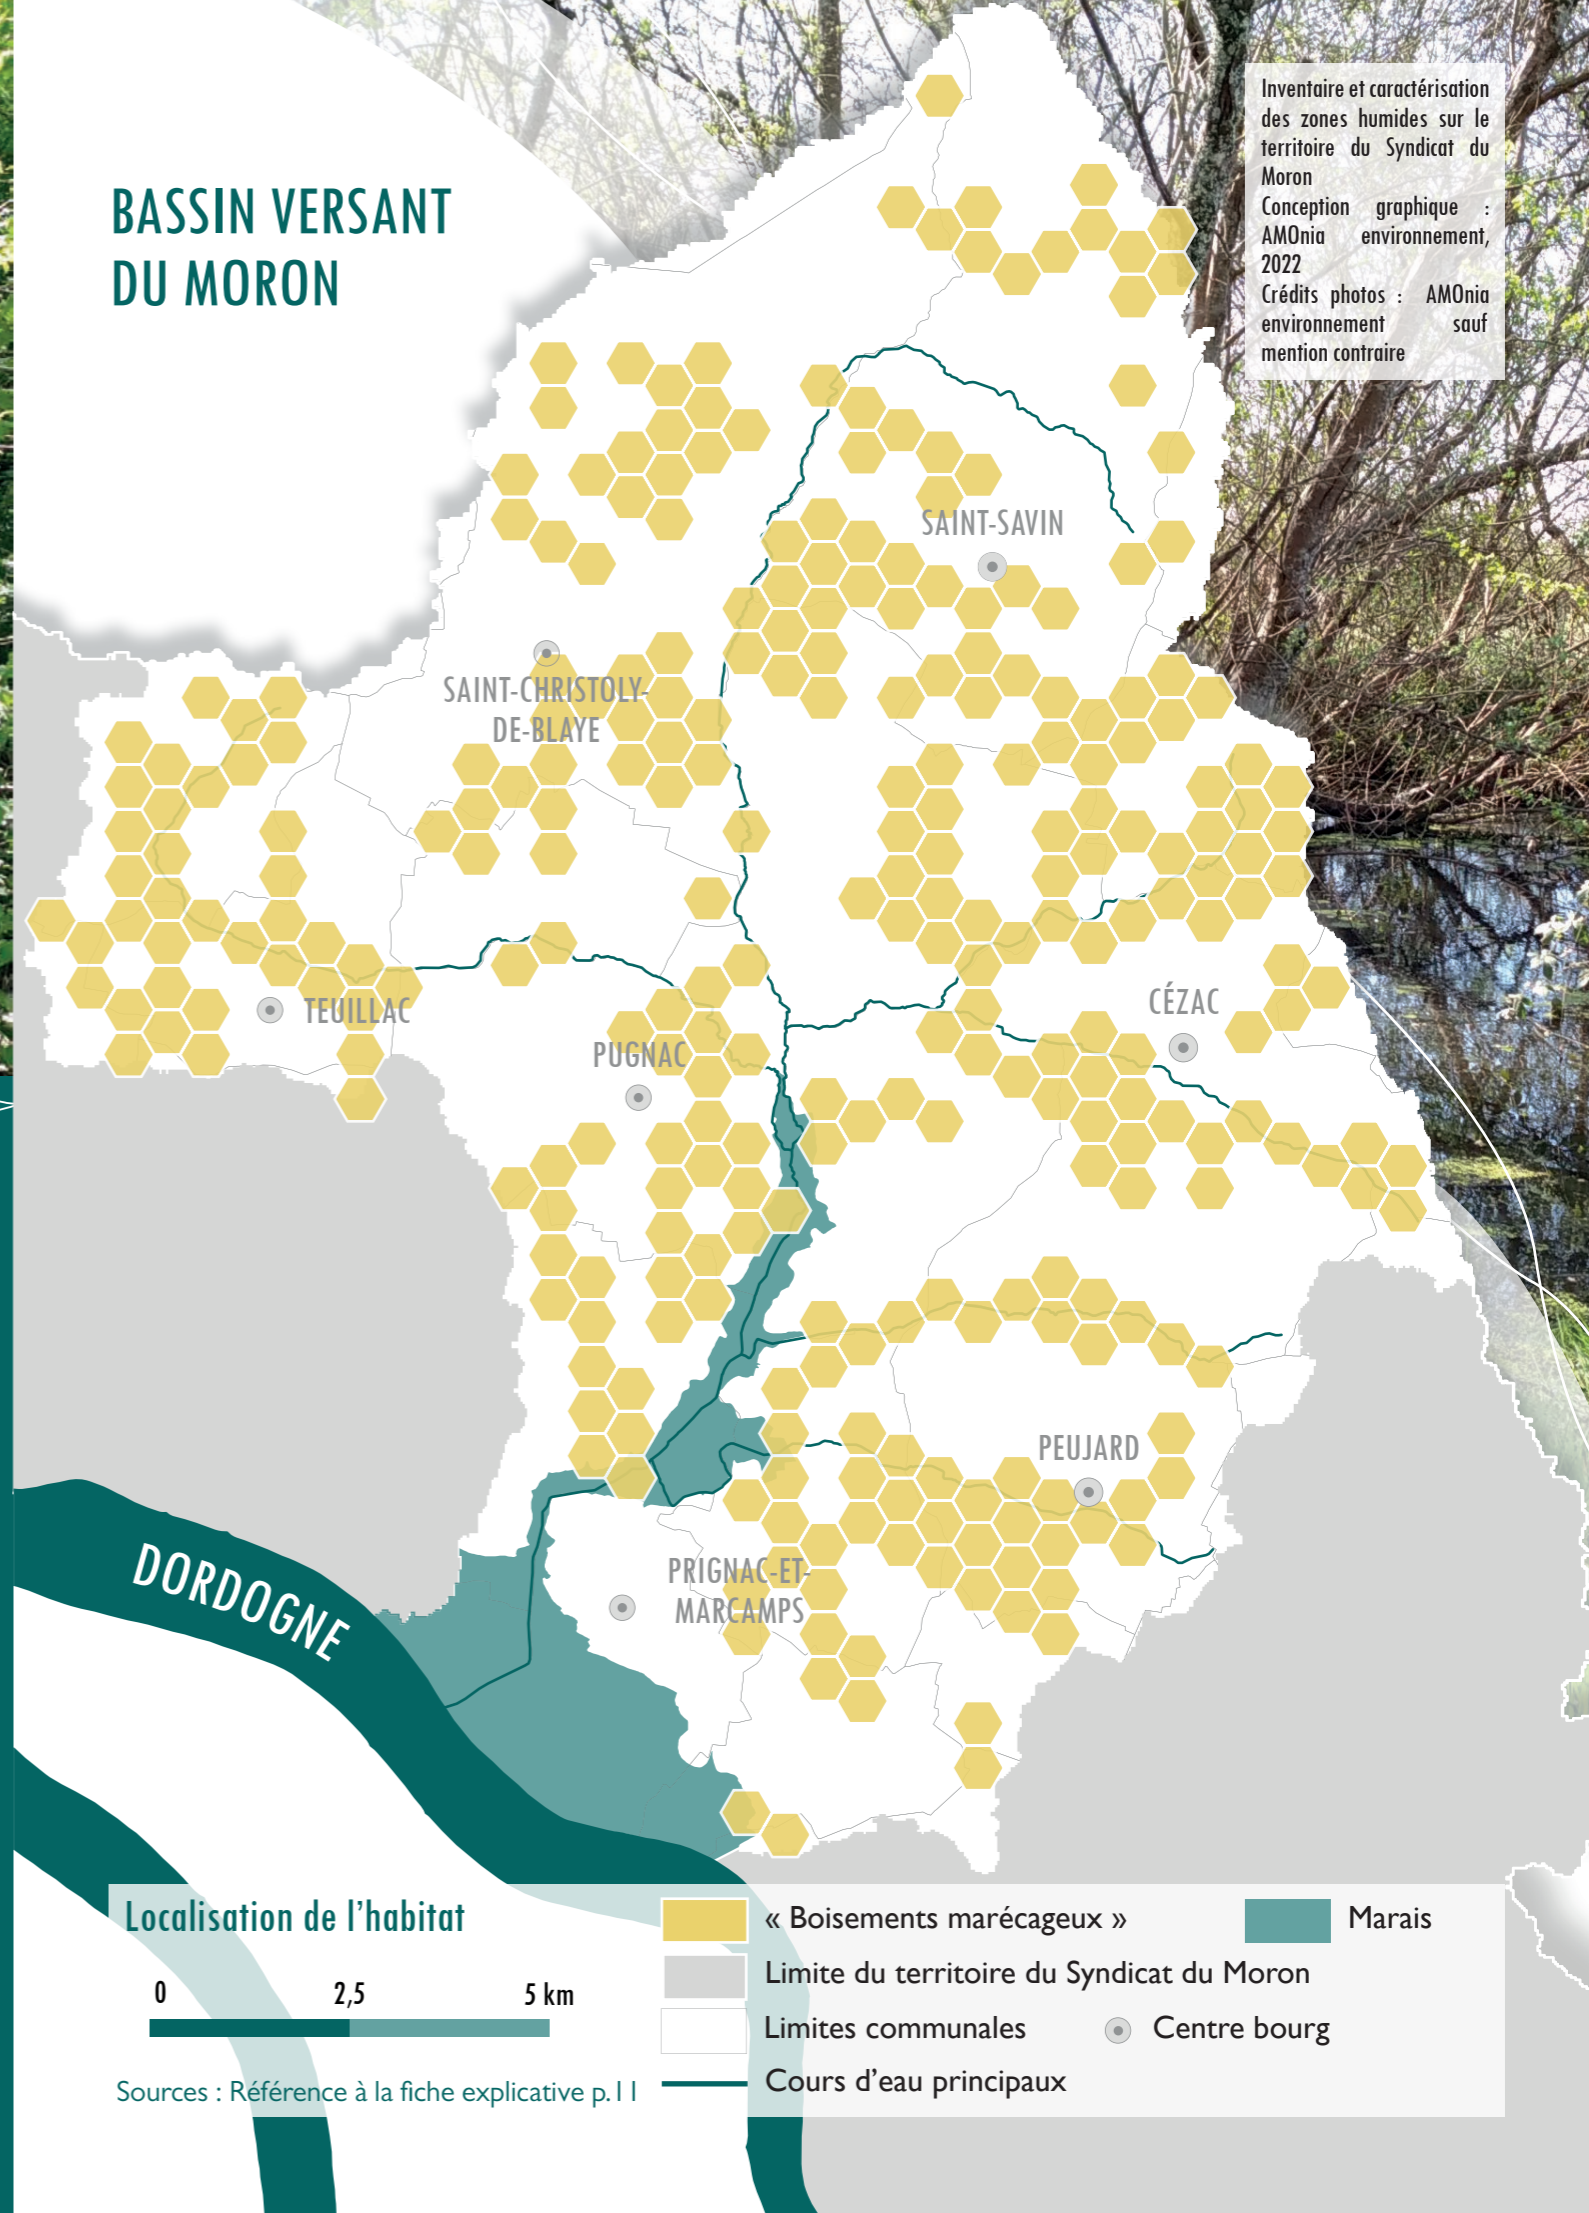 BASSIN VERSANT
DU MORON
Inventaire et caractérisation
des zones humides sur le
territoire du Syndicat du
Moron
Conception graphique :
AMOnia environnement,
2022
Crédits photos : AMOnia
environnement sauf
mention contraire
SAINT-SAVIN
SAINT-CHRISTOLY-
DE-BLAYE
CÉZAC
TEUILLAC
PUGNAC
PEUJARD
PRIGNAC-ET-
MARCAMPS
DORDOGNE
Localisation de l'habitat
0 2,5 5 km
Sources : Référence à la fiche explicative p.11
« Boisements marécageux »
Marais
Limite du territoire du Syndicat du Moron
Limites communales
Centre bourg
Cours d'eau principaux